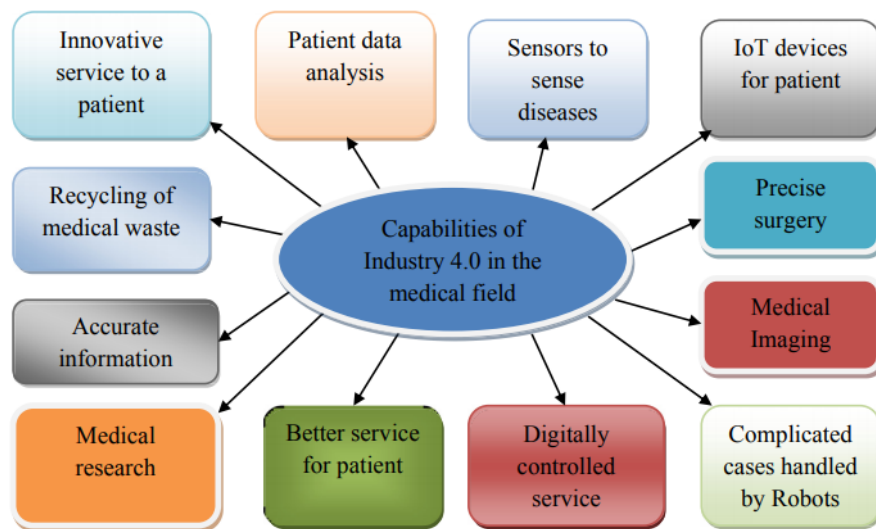 Innovative
service to a
patient
Patient data
analysis
Sensors to
sense
diseases
IoT devices
for patient
Recycling of
medical waste
Capabilities of
Industry 4.0 in the
medical field
Precise
surgery
Accurate
information
Medical
Imaging
Medical
research
Better service
for patient
Digitally
controlled
service
Complicated
cases handled
by Robots